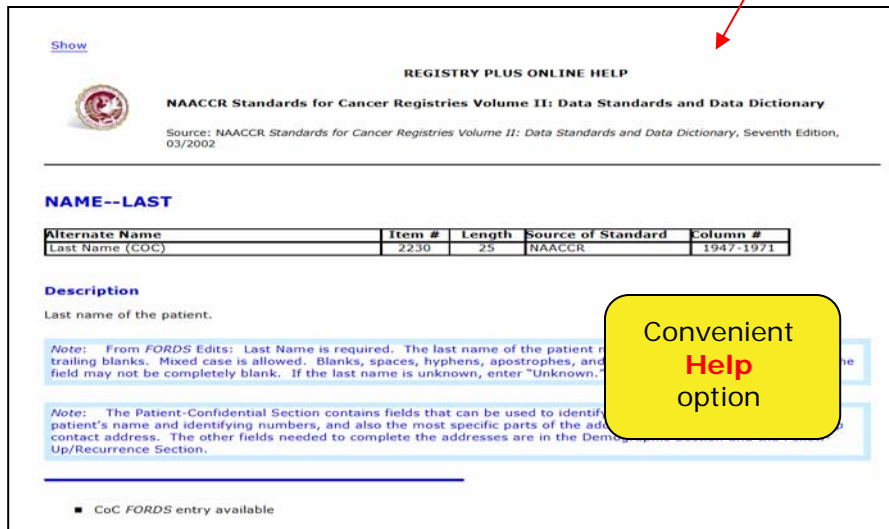 Show
REGISTRY PLUS ONLINE HELP
NAACCR Standards for Cancer Registries Volume II: Data Standards and Data Dictionary
Source: NAACCR Standards for Cancer Registries Volume II: Data Standards and Data Dictionary, Seventh Edition,
03/2002
NAME--LAST
Alternate Name Item # Length Source of Standard Column #
Last Name (COC) 2230 25 NAACCR 1947-1971
Description
Last name of the patient.
Note: From FORDS Edits: Last Name is required. The last name of the patient
trailing blanks. Mixed case is allowed. Blanks, spaces, hyphens, apostrophes, and
field may not be completely blank. If the last name is unknown, enter "Unknown."
Note: The Patient-Confidential Section contains fields that can be used to identify
patient's name and identifying numbers, and also the most specific parts of the
contact address. The other fields needed to complete the addresses are in the
Up/Recurrence Section.
CoC FORDS entry available
Convenient
Help
option